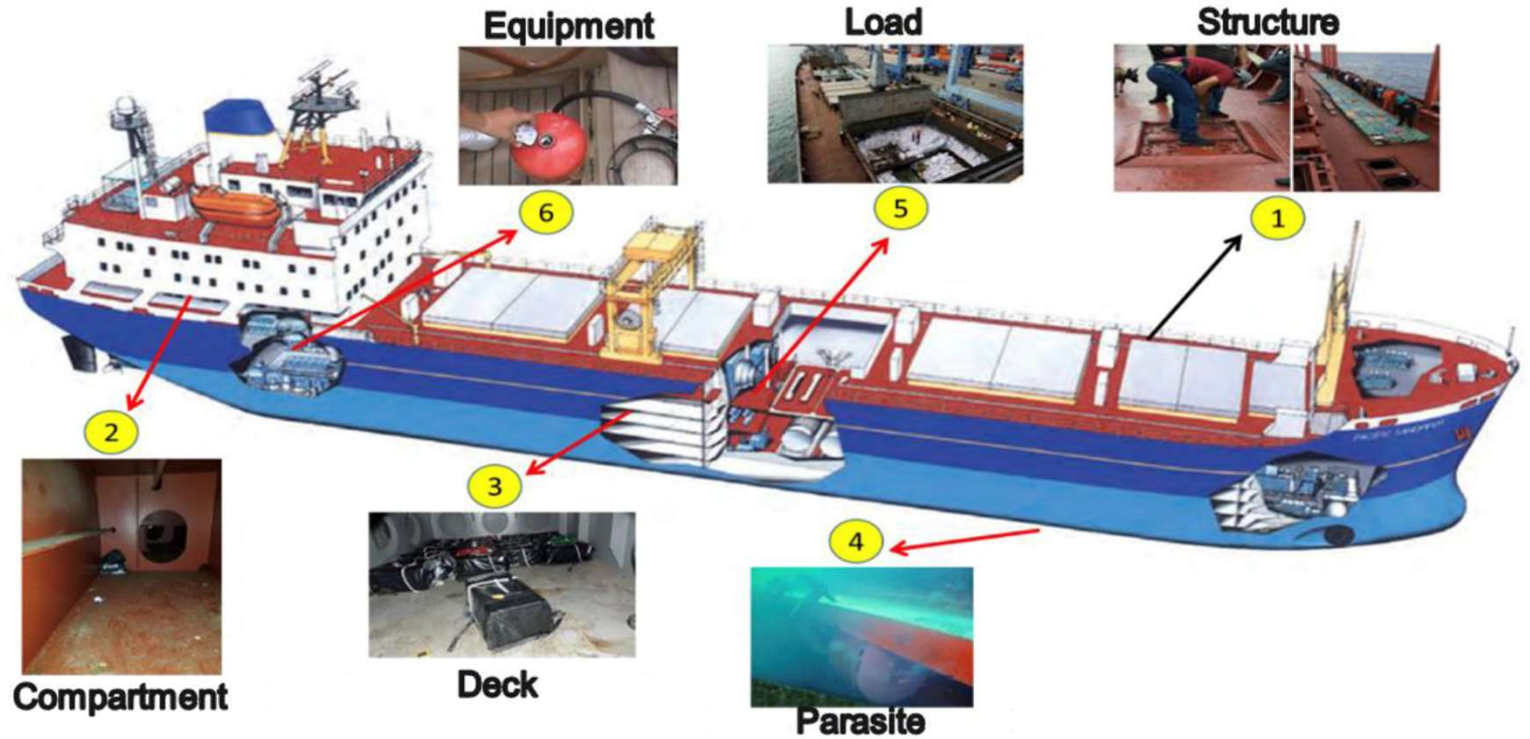 Equipment
Load
Structure
6
5
1
2
3
4
Compartment
Deck
Parasite